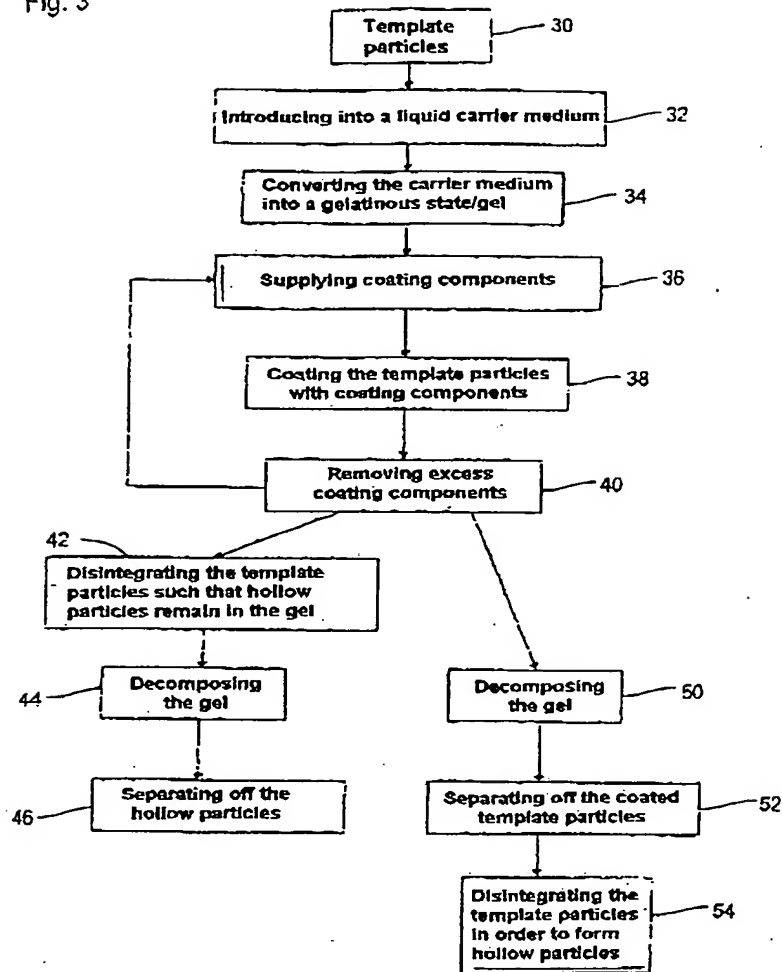 Fig. 3
Template
particles
30
Introducing into a liquid carrier medium
32
Converting the carrier medium
into a gelatinous state/gel
34
Supplying coating components
36
Coating the template particles
with coating components
38
Removing excess
coating components
40
42
Disintegrating the template
particles such that hollow
particles remain in the gel
44
Decomposing
the gel
Decomposing
the gel
50
46
Separating off the
hollow particles
Separating off the coated
template particles
52
Disintegrating the
template particles
in order to form
hollow particles
54